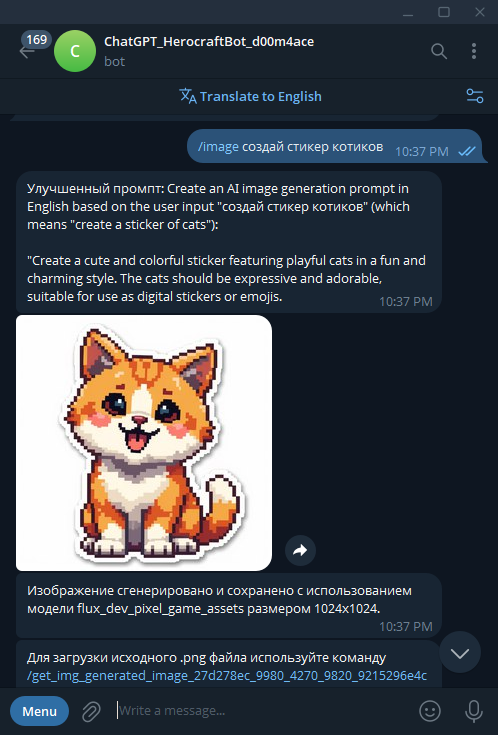 169
C
ChatGPT_HerocraftBot_d00m4ace
bot
Translate to English
/image создай стикер котиков 10:37 PM
Улучшенный промпт: Create an AI image generation prompt in
English based on the user input "создай стикер котиков" (which
means "create a sticker of cats"):
"Create a cute and colorful sticker featuring playful cats in a fun and
charming style. The cats should be expressive and adorable,
suitable for use as digital stickers or emojis.
10:37 PM
Изображение сгенерировано и сохранено с использованием
модели flux_dev_pixel_game_assets размером 1024x1024.
10:37 PM
Для загрузки исходного .png файла используйте команду
/get_img_generated_image_27d278ec_9980_4270_9820_9215296e4c
Menu
Write a message...